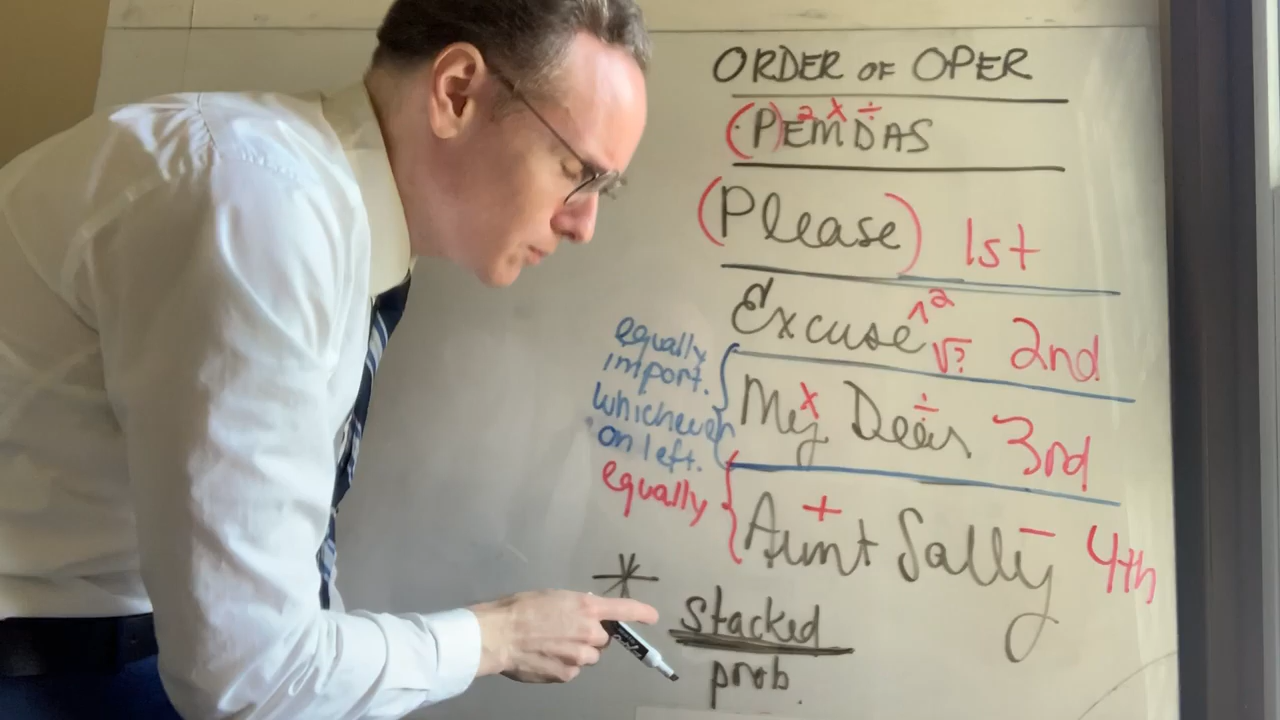 ORDER OF OPER
(P)EMDAS
2 × ÷
(Please) 1st
Excuse ^2 √? 2nd
equally
import.
whichever
on left.
My × Dear ÷ 3rd
equally
Aunt + Sally − 4th
* stacked
prob.